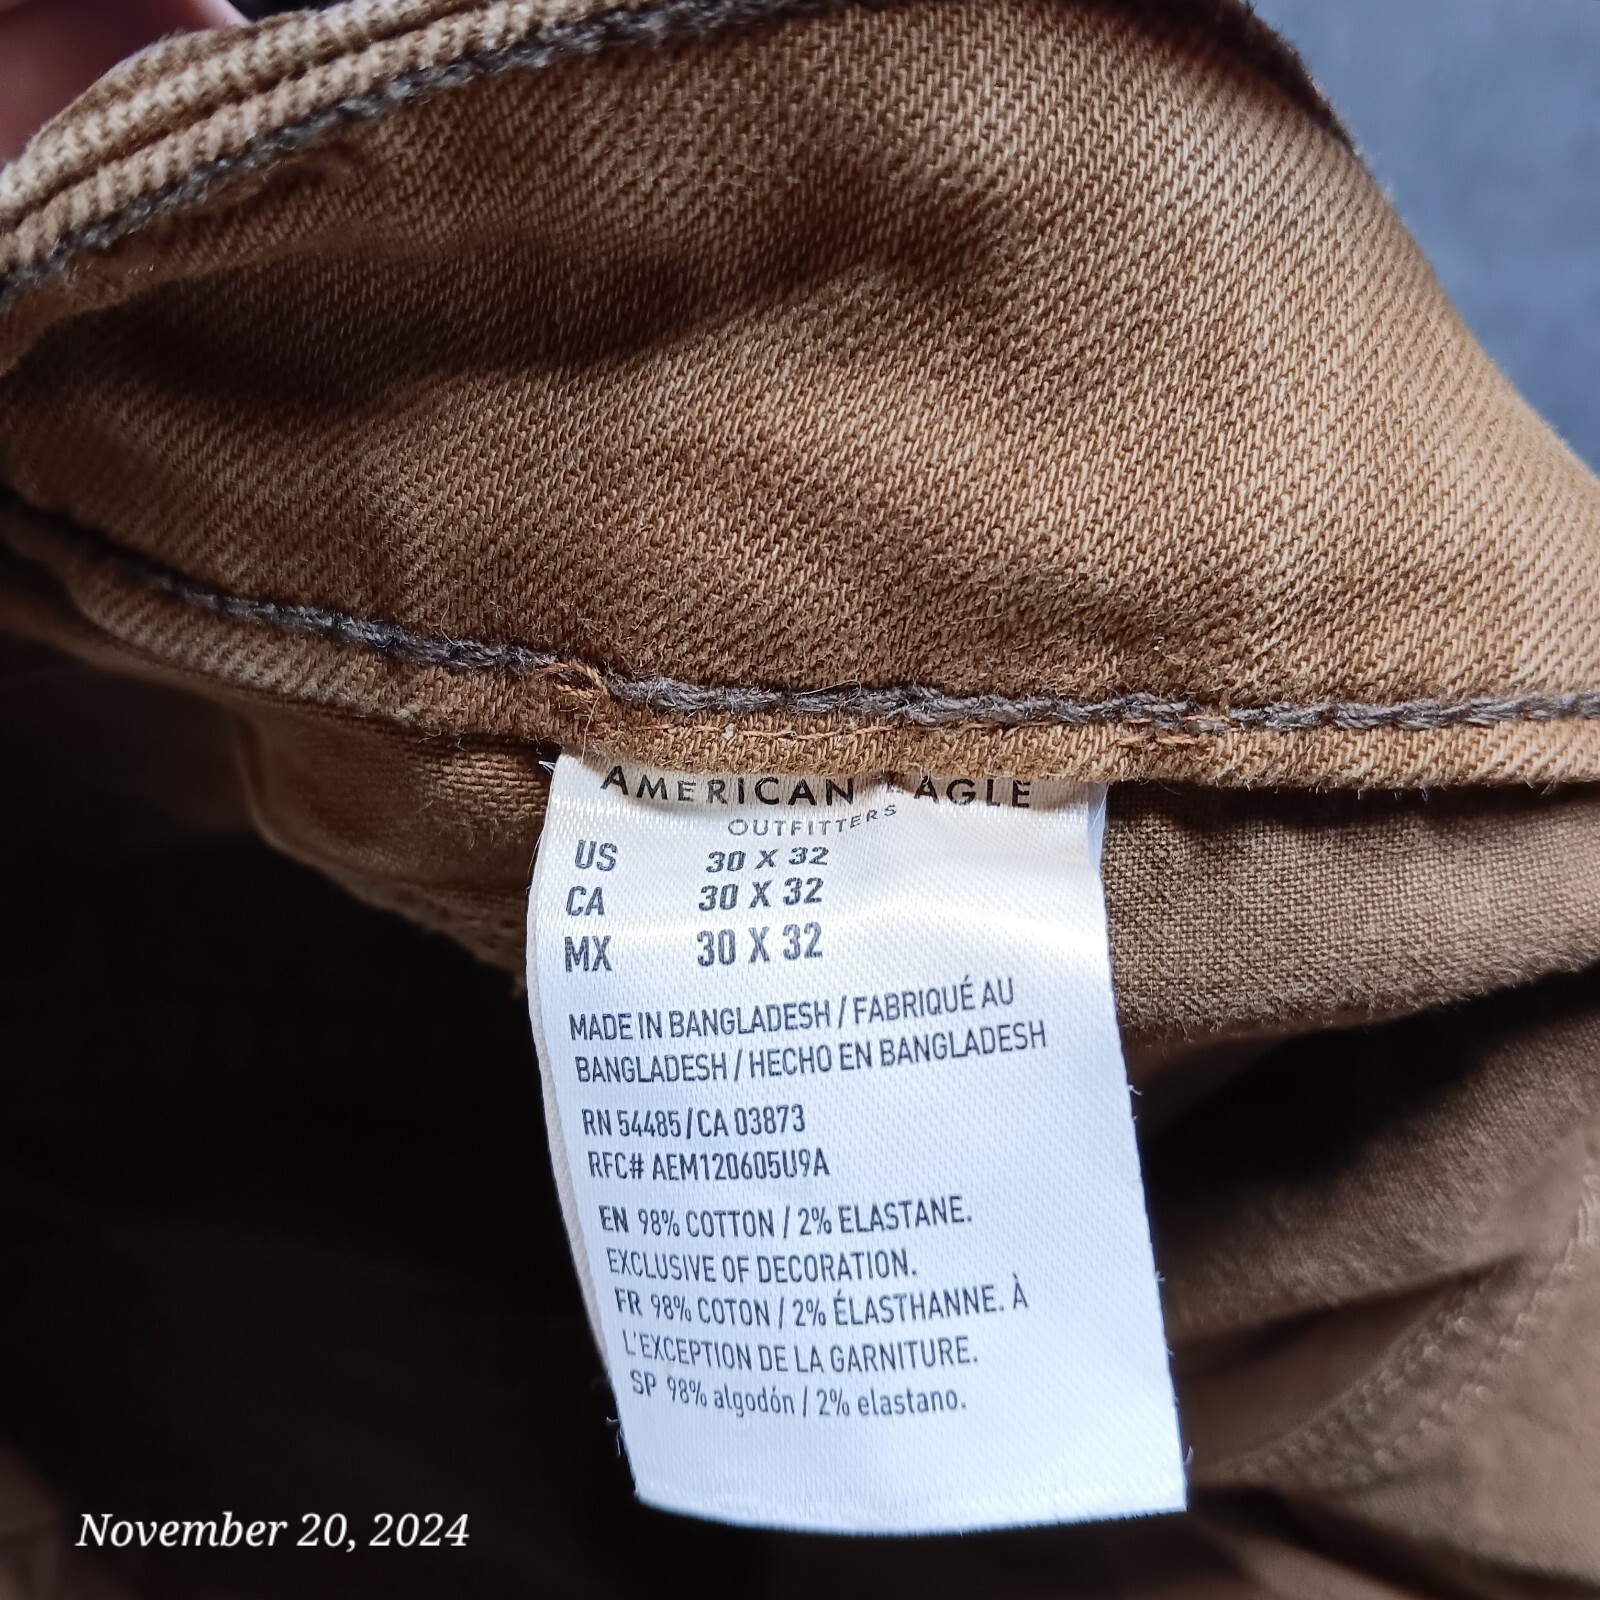 AMERICAN EAGLE
OUTFITTERS
US 30 X 32
CA 30 X 32
MX 30 X 32
MADE IN BANGLADESH / FABRIQUÉ AU
BANGLADESH / HECHO EN BANGLADESH
RN 54485/CA 03873
RFC# AEM120605U9A
EN 98% COTTON / 2% ELASTANE.
EXCLUSIVE OF DECORATION.
FR 98% COTON / 2% ÉLASTHANNE. À
L'EXCEPTION DE LA GARNITURE.
SP 98% algodón / 2% elastano.
November 20, 2024